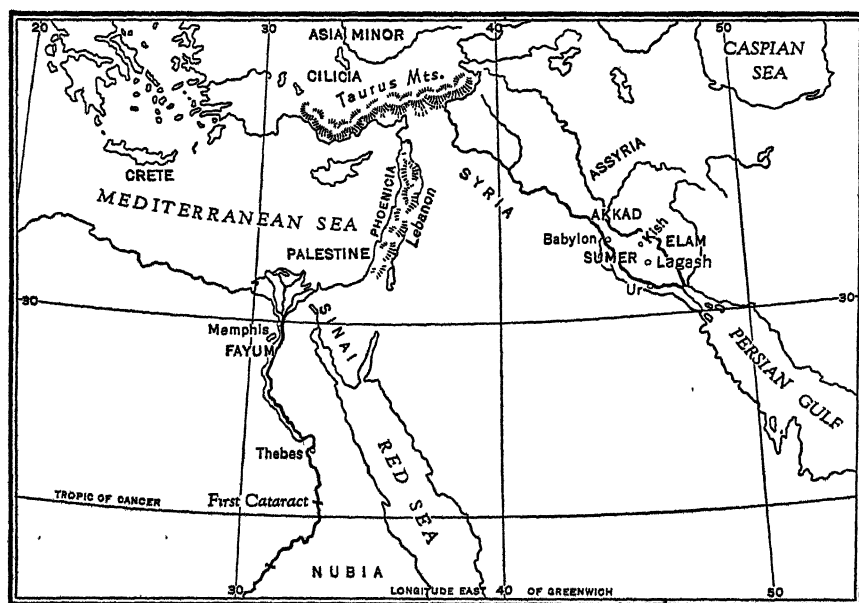 20
30
40
50
ASIA MINOR
CASPIAN
SEA
CILICIA
Taurus Mts.
CRETE
MEDITERRANEAN SEA
PHOENICIA
Lebanon
SYRIA
ASSYRIA
AKKAD
Babylon
Kish
ELAM
PALESTINE
SUMER
Lagash
Ur
30
30
SINAI
Memphis
FAYUM
PERSIAN GULF
Thebes
RED SEA
TROPIC OF CANCER
First Cataract
NUBIA
30
LONGITUDE EAST
40
OF GREENWICH
50